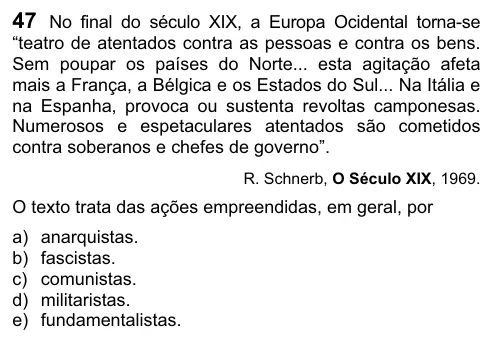 47 No final do século XIX, a Europa Ocidental torna-se
“teatro de atentados contra as pessoas e contra os bens.
Sem poupar os países do Norte... esta agitação afeta
mais a França, a Bélgica e os Estados do Sul... Na Itália e
na Espanha, provoca ou sustenta revoltas camponesas.
Numerosos e espetaculares atentados são cometidos
contra soberanos e chefes de governo”.
R. Schnerb, O Século XIX, 1969.
O texto trata das ações empreendidas, em geral, por
a) anarquistas.
b) fascistas.
c) comunistas.
d) militaristas.
e) fundamentalistas.